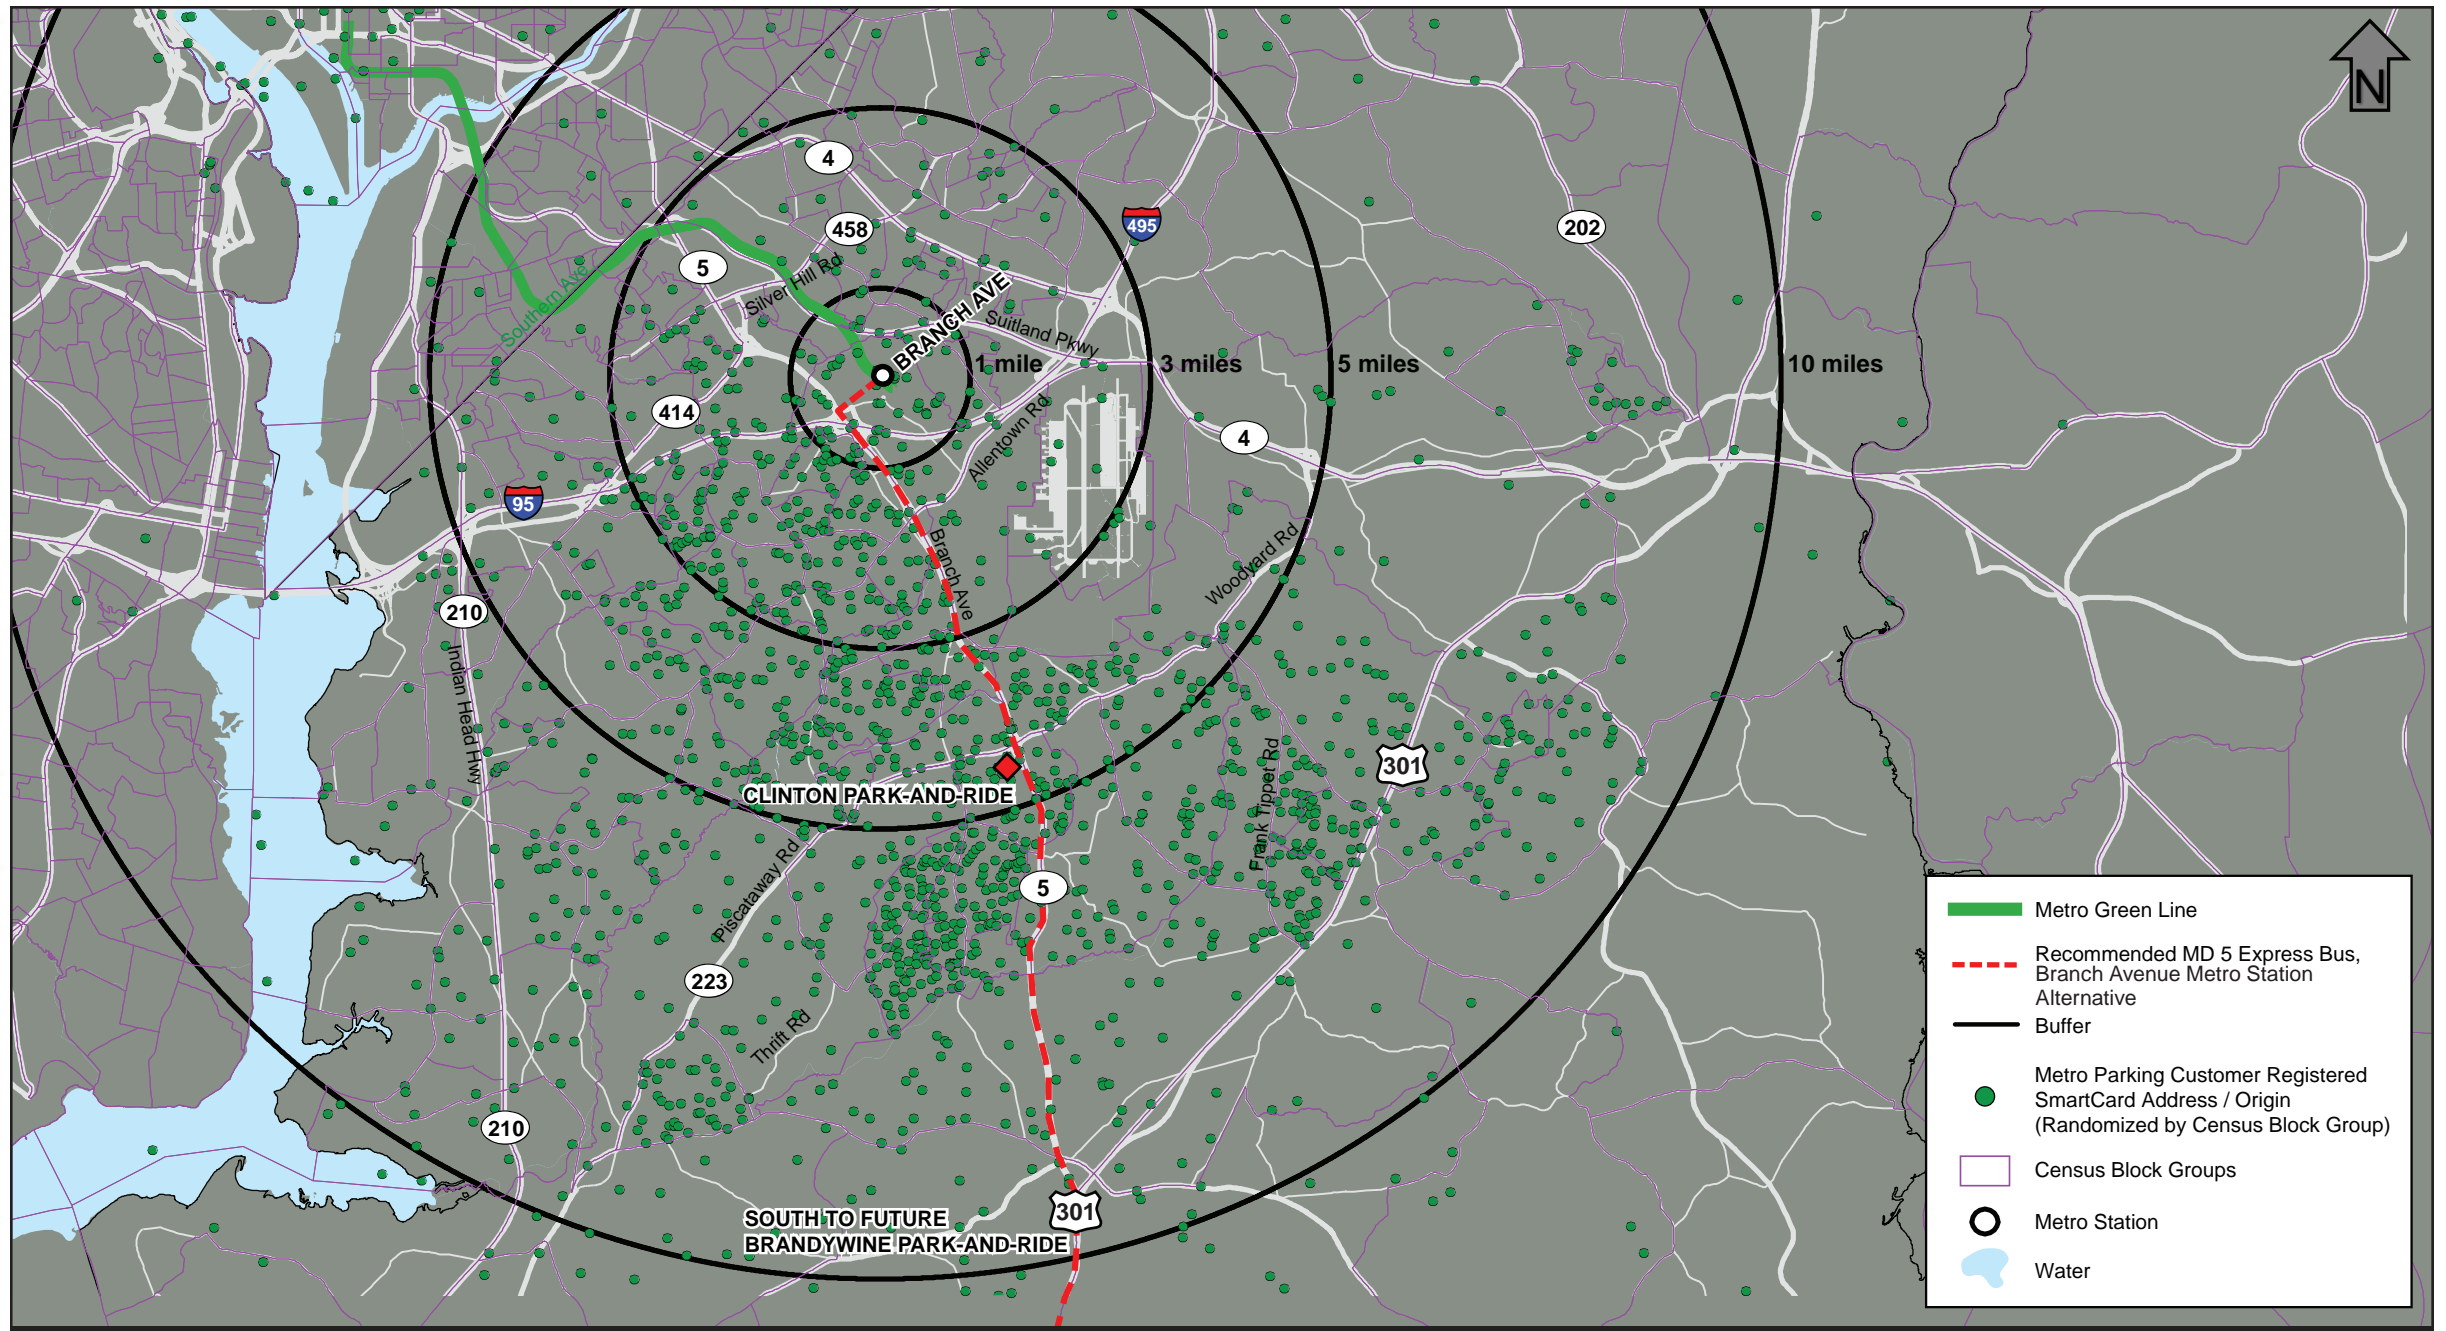 N
4
495
202
458
5
Silver Hill Rd
Southern Ave
BRANCH AVE
Suitland Pkwy
1 mile
3 miles
5 miles
10 miles
414
Allentown Rd
4
95
Branch Ave
Woodyard Rd
210
Indian Head Hwy
301
Frank Tippet Rd
CLINTON PARK-AND-RIDE
Piscataway Rd
5
223
Thrift Rd
210
SOUTH TO FUTURE
BRANDYWINE PARK-AND-RIDE
301
Metro Green Line
Recommended MD 5 Express Bus,
Branch Avenue Metro Station
Alternative
Buffer
Metro Parking Customer Registered
SmartCard Address / Origin
(Randomized by Census Block Group)
Census Block Groups
Metro Station
Water